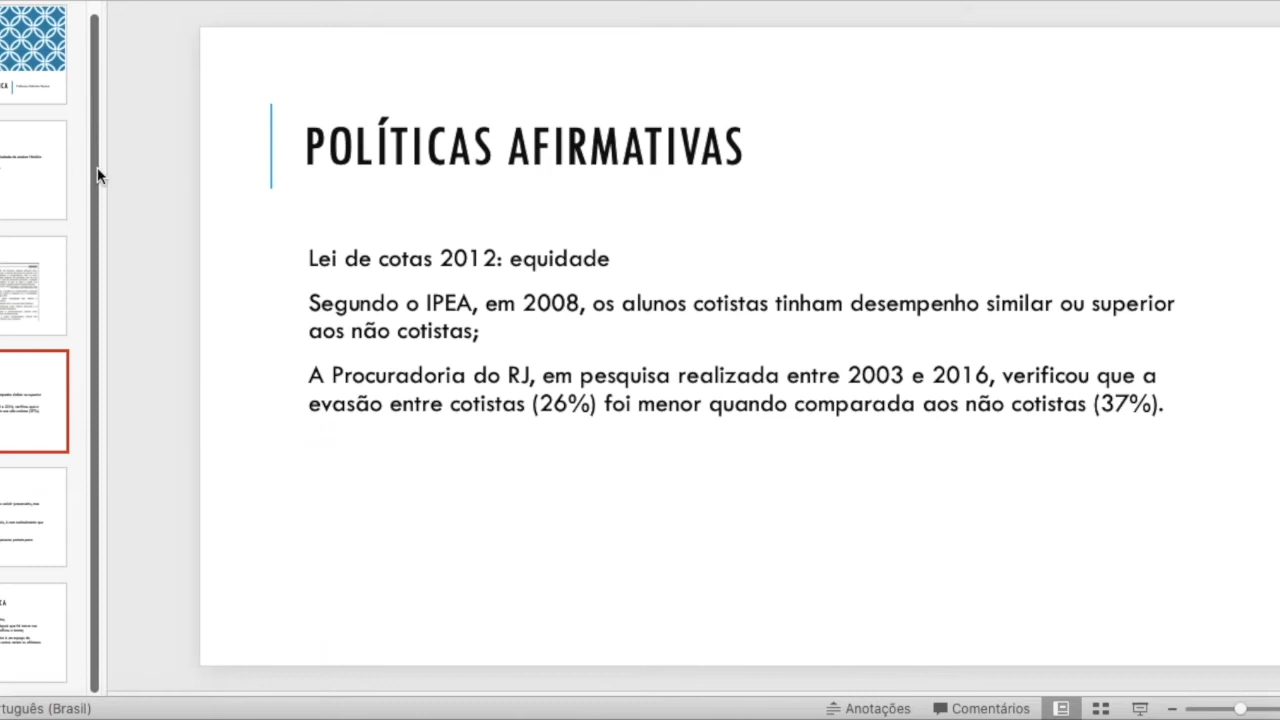 POLÍTICAS AFIRMATIVAS
Lei de cotas 2012: equidade
Segundo o IPEA, em 2008, os alunos cotistas tinham desempenho similar ou superior
aos não cotistas;
A Procuradoria do RJ, em pesquisa realizada entre 2003 e 2016, verificou que a
evasão entre cotistas (26%) foi menor quando comparada aos não cotistas (37%).
tuguês (Brasil)
Anotações
Comentários